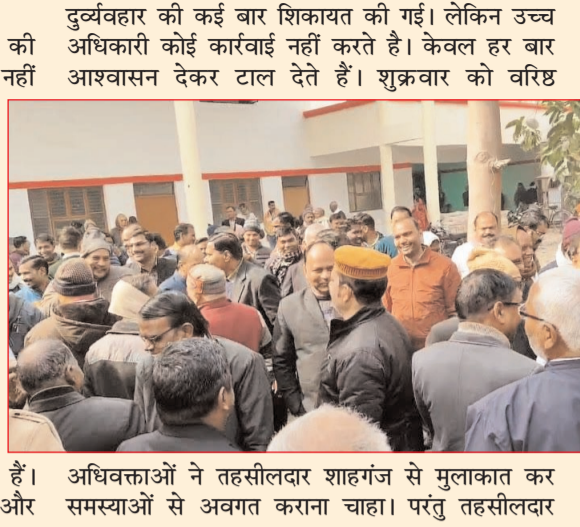 दुर्व्यवहार की कई बार शिकायत की गई। लेकिन उच्च
की अधिकारी कोई कार्रवाई नहीं करते है। केवल हर बार
नहीं आश्वासन देकर टाल देते हैं। शुक्रवार को वरिष्ठ
हैं। अधिवक्ताओं ने तहसीलदार शाहगंज से मुलाकात कर
और समस्याओं से अवगत कराना चाहा। परंतु तहसीलदार